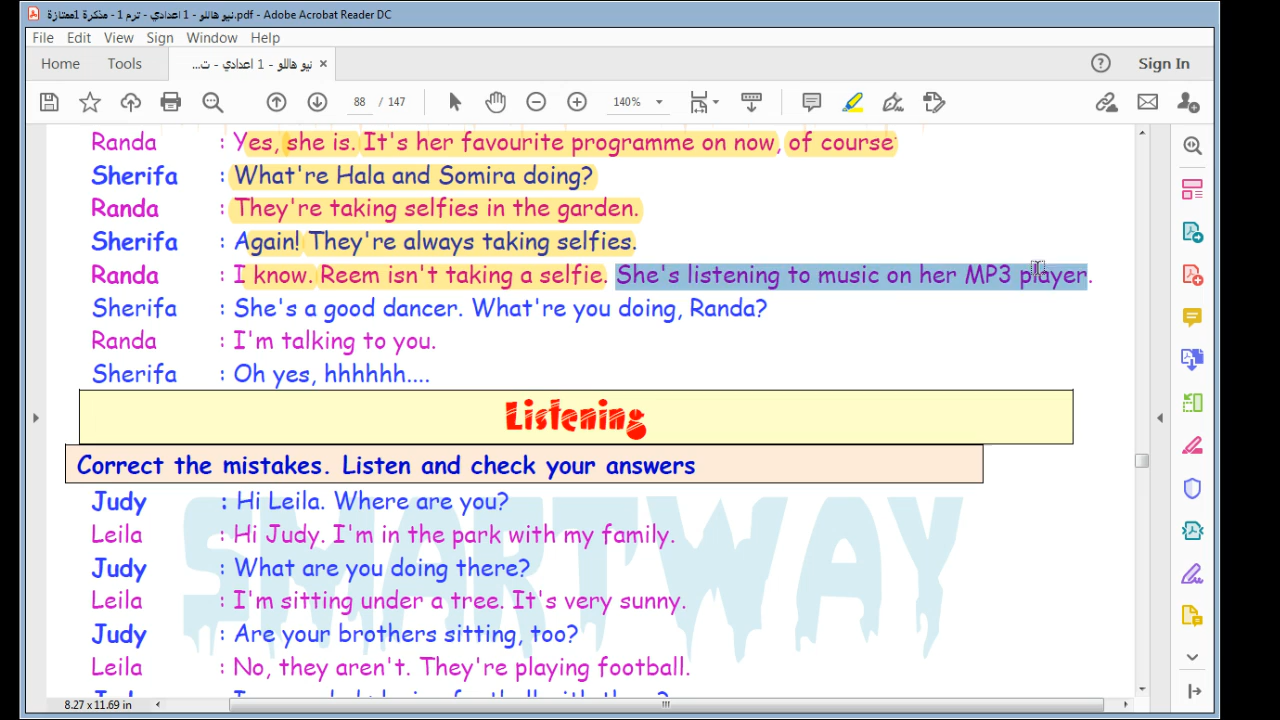 نيو هاللو - 1 اعدادي - ترم 1 - مذكرة 1ممتازة.pdf - Adobe Acrobat Reader DC
File Edit View Sign Window Help
Home Tools نيو هاللو - 1 اعدادي - ت... × Sign In
88 / 147 140%
Randa : Yes, she is. It's her favourite programme on now, of course
Sherifa : What're Hala and Somira doing?
Randa : They're taking selfies in the garden.
Sherifa : Again! They're always taking selfies.
Randa : I know. Reem isn't taking a selfie. She's listening to music on her MP3 player.
Sherifa : She's a good dancer. What're you doing, Randa?
Randa : I'm talking to you.
Sherifa : Oh yes, hhhhhh....
Listening
Correct the mistakes. Listen and check your answers
Judy : Hi Leila. Where are you?
Leila : Hi Judy. I'm in the park with my family.
Judy : What are you doing there?
Leila : I'm sitting under a tree. It's very sunny.
Judy : Are your brothers sitting, too?
Leila : No, they aren't. They're playing football.
SMARTWAY
8.27 x 11.69 in